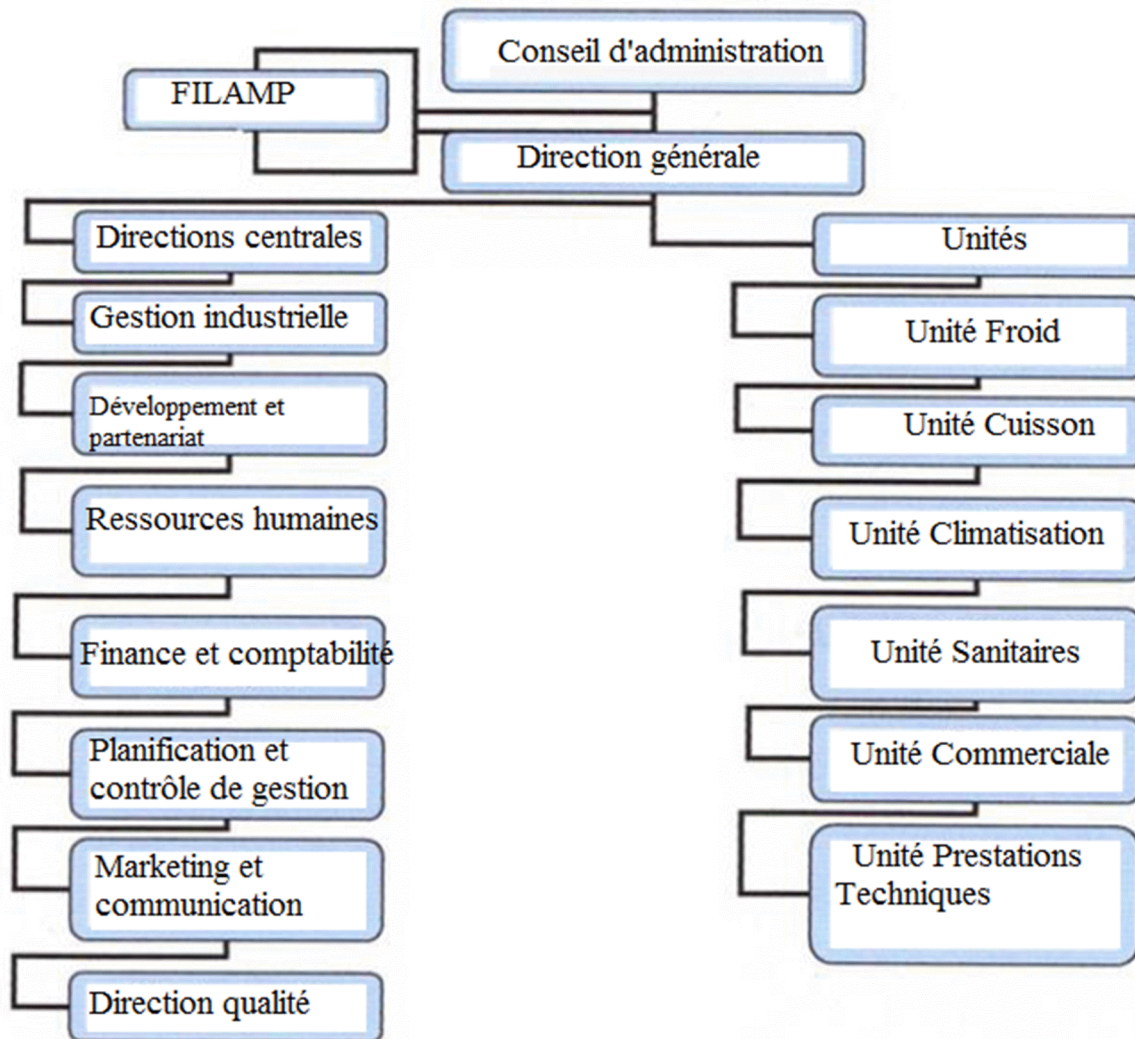 Conseil d'administration
FILAMP
Direction générale
Directions centrales
Gestion industrielle
Développement et
partenariat
Ressources humaines
Finance et comptabilité
Planification et
contrôle de gestion
Marketing et
communication
Direction qualité
Unités
Unité Froid
Unité Cuisson
Unité Climatisation
Unité Sanitaires
Unité Commerciale
Unité Prestations
Techniques